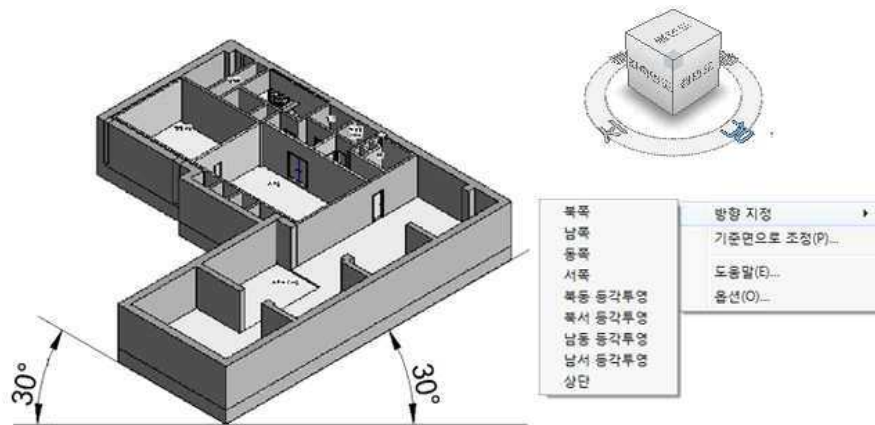 30°
30°
북쪽
남쪽
동쪽
서쪽
북동 등각투영
북서 등각투영
남동 등각투영
남서 등각투영
상단
방향 지정
기준면으로 조정(P)...
도움말(E)...
옵션(O)...